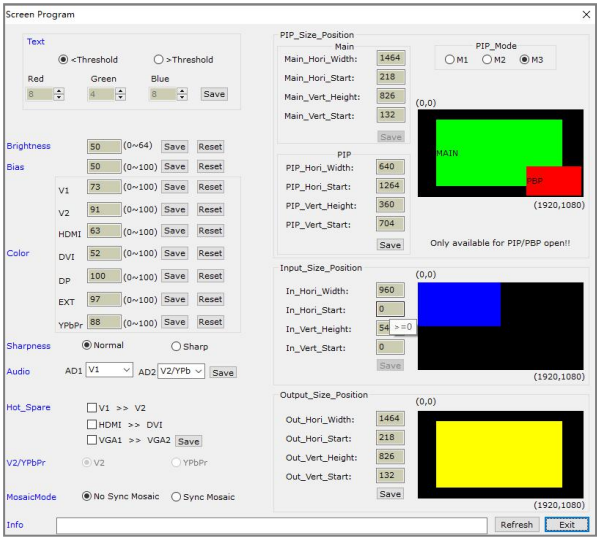 Screen Program
Text
<Threshold >Threshold
Red Green Blue
8 4 8 Save
Brightness 50 (0~64) Save Reset
Bias 50 (0~100) Save Reset
Color
V1 73 (0~100) Save Reset
V2 91 (0~100) Save Reset
HDMI 63 (0~100) Save Reset
DVI 52 (0~100) Save Reset
DP 100 (0~100) Save Reset
EXT 97 (0~100) Save Reset
YPbPr 88 (0~100) Save Reset
Sharpness Normal Sharp
Audio AD1 V1 AD2 V2/YPb Save
Hot_Spare V1 >> V2
HDMI >> DVI
VGA1 >> VGA2 Save
V2/YPbPr V2 YPbPr
MosaicMode No Sync Mosaic Sync Mosaic
Info
PIP_Size_Position
Main
Main_Hori_Width: 1464
Main_Hori_Start: 218
Main_Vert_Height: 826
Main_Vert_Start: 132
Save
PIP
PIP_Hori_Width: 640
PIP_Hori_Start: 1264
PIP_Vert_Height: 360
PIP_Vert_Start: 704
Save
PIP_Mode
M1 M2 M3
(0,0)
MAIN
PBP
(1920,1080)
Only available for PIP/PBP open!!
Input_Size_Position
In_Hori_Width: 960
In_Hori_Start: 0
In_Vert_Height: 54
>=0
In_Vert_Start: 0
Save
(0,0)
(1920,1080)
Output_Size_Position
Out_Hori_Width: 1464
Out_Hori_Start: 218
Out_Vert_Height: 826
Out_Vert_Start: 132
Save
(0,0)
(1920,1080)
Refresh Exit